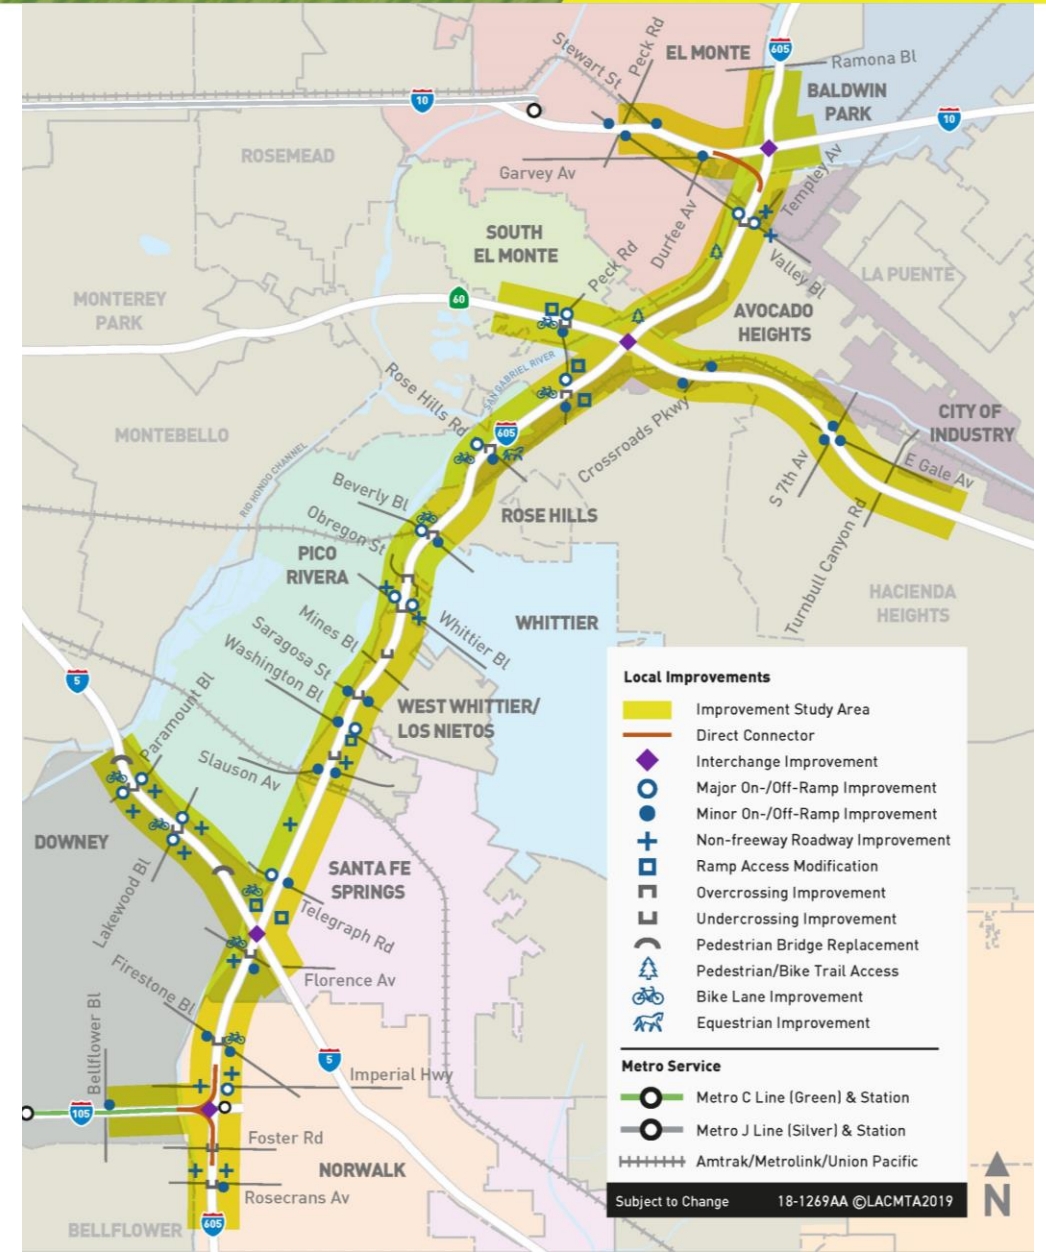 Peck Rd
Stewart St
EL MONTE
605
Ramona Bl
BALDWIN
PARK
10
10
ROSEMEAD
Garvey Av
Templey Av
Durfee Av
SOUTH
EL MONTE
Peck Rd
Valley Bl
LA PUENTE
MONTEREY
PARK
60
AVOCADO
HEIGHTS
SAN GABRIEL RIVER
Rose Hills Rd
605
Crossroads Pkwy
CITY OF
INDUSTRY
MONTEBELLO
RIO HONDO CHANNEL
E Gale Av
S 7th Av
Beverly Bl
Obregon St
ROSE HILLS
Turnbull Canyon Rd
PICO
RIVERA
HACIENDA
HEIGHTS
Mines Bl
Saragosa St
Washington Bl
Whittier Bl
WHITTIER
5
Paramount Bl
WEST WHITTIER/
LOS NIETOS
Slauson Av
DOWNEY
SANTA FE
SPRINGS
Lakewood Bl
Telegraph Rd
Firestone Bl
Florence Av
Bellflower Bl
5
Imperial Hwy
105
Foster Rd
NORWALK
Rosecrans Av
BELLFLOWER
605
Local Improvements
Improvement Study Area
Direct Connector
Interchange Improvement
Major On-/Off-Ramp Improvement
Minor On-/Off-Ramp Improvement
Non-freeway Roadway Improvement
Ramp Access Modification
Overcrossing Improvement
Undercrossing Improvement
Pedestrian Bridge Replacement
Pedestrian/Bike Trail Access
Bike Lane Improvement
Equestrian Improvement
Metro Service
Metro C Line (Green) & Station
Metro J Line (Silver) & Station
Amtrak/Metrolink/Union Pacific
Subject to Change 18-1269AA ©LACMTA2019
N